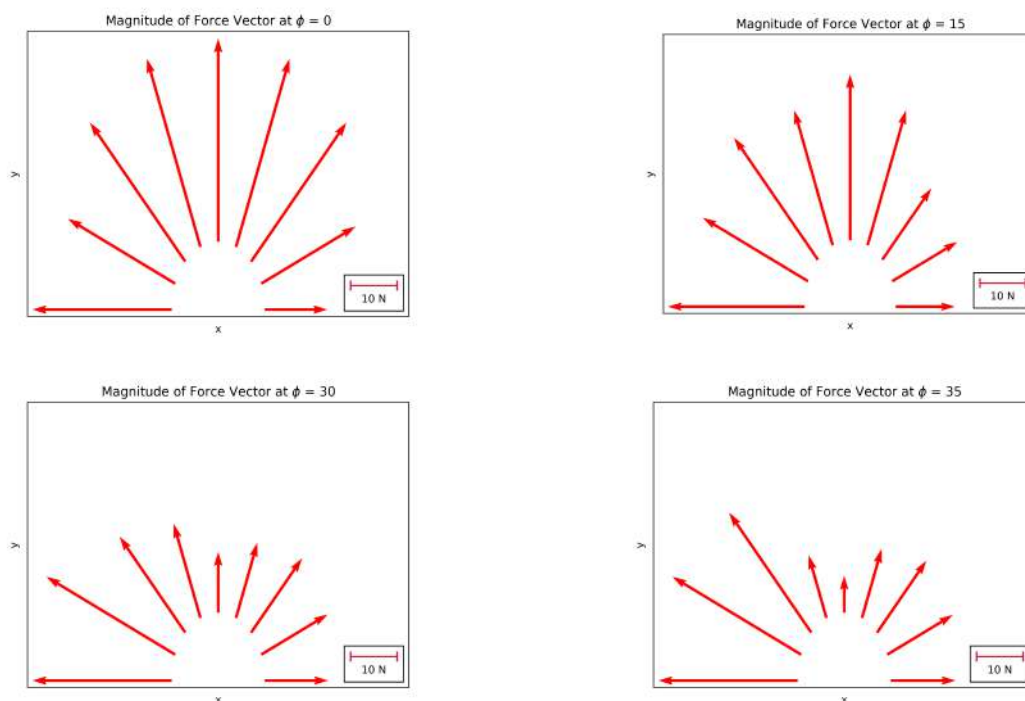 Magnitude of Force Vector at ϕ = 0
y
10 N
x
Magnitude of Force Vector at ϕ = 15
y
10 N
x
Magnitude of Force Vector at ϕ = 30
y
10 N
x
Magnitude of Force Vector at ϕ = 35
y
10 N
x